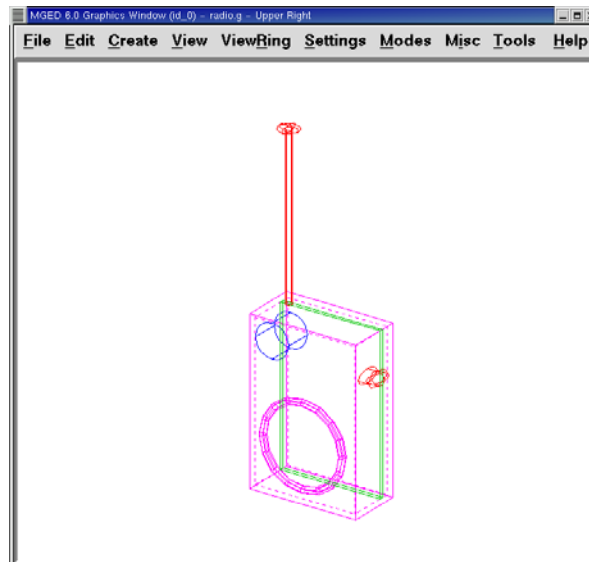 MGED 6.0 Graphics Window (id_0) - radio.g - Upper Right
File Edit Create View ViewRing Settings Modes Misc Tools Help